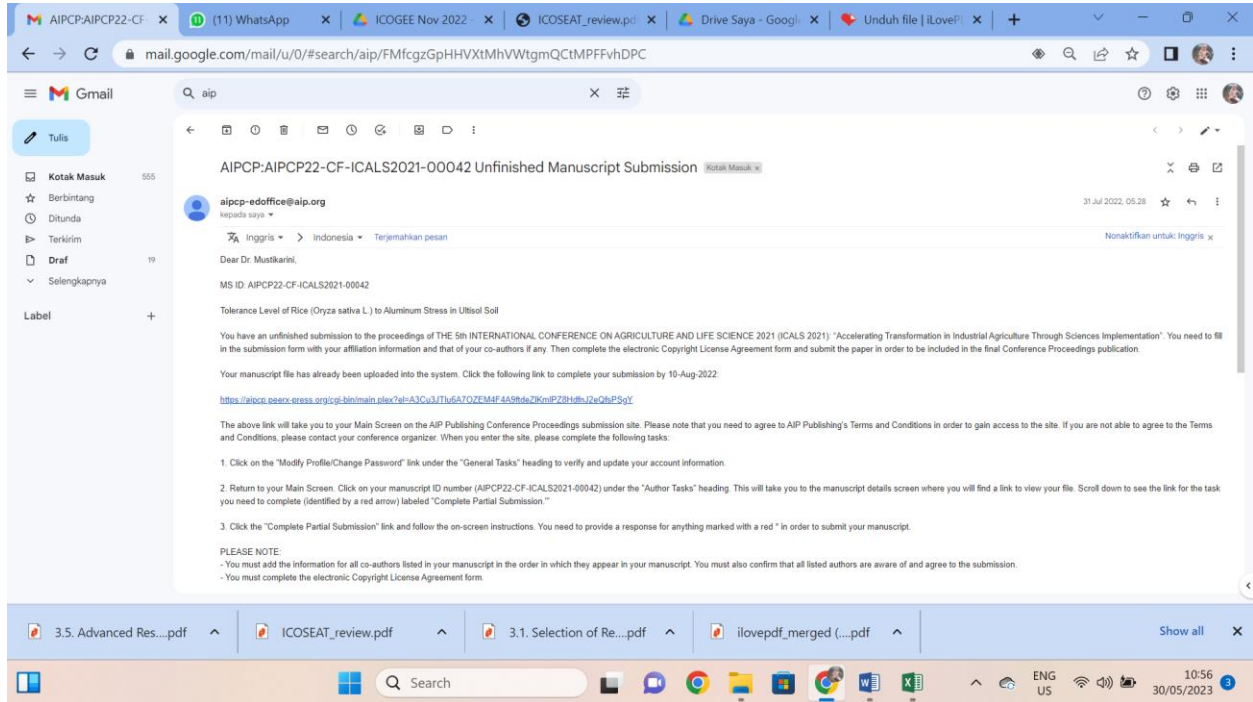 AIPCP:AIPCP22-CF-
(11) WhatsApp
ICOGEE Nov 2022 -
ICOSEAT_review.pd
Drive Saya - Googl
Unduh file | iLoveP
mail.google.com/mail/u/0/#search/aip/FMfcgzGpHHVXtMhVWtgmQCtMPFFvhDPC
Gmail
aip
Tulis
Kotak Masuk 555
Berbintang
Ditunda
Terkirim
Draf 19
Selengkapnya
Label
AIPCP:AIPCP22-CF-ICALS2021-00042 Unfinished Manuscript Submission Kotak Masuk x
aipcp-edoffice@aip.org
31 Jul 2022, 05.28
kepada saya
Inggris > Indonesia Terjemahkan pesan
Nonaktifkan untuk: Inggris x
Dear Dr. Mustikarini,
MS ID: AIPCP22-CF-ICALS2021-00042
Tolerance Level of Rice (Oryza sativa L.) to Aluminum Stress in Ultisol Soil
You have an unfinished submission to the proceedings of THE 5th INTERNATIONAL CONFERENCE ON AGRICULTURE AND LIFE SCIENCE 2021 (ICALS 2021): "Accelerating Transformation in Industrial Agriculture Through Sciences Implementation". You need to fill
in the submission form with your affiliation information and that of your co-authors if any. Then complete the electronic Copyright License Agreement form and submit the paper in order to be included in the final Conference Proceedings publication.
Your manuscript file has already been uploaded into the system. Click the following link to complete your submission by 10-Aug-2022:
https://aipcp.peerx-press.org/cgi-bin/main.plex?el=A3Cu3JTIu6A7OZEM4F4A9ftdeZlKmlPZ8HdfnJ2eQfsPSgY
The above link will take you to your Main Screen on the AIP Publishing Conference Proceedings submission site. Please note that you need to agree to AIP Publishing's Terms and Conditions in order to gain access to the site. If you are not able to agree to the Terms
and Conditions, please contact your conference organizer. When you enter the site, please complete the following tasks:
1. Click on the "Modify Profile/Change Password" link under the "General Tasks" heading to verify and update your account information.
2. Return to your Main Screen. Click on your manuscript ID number (AIPCP22-CF-ICALS2021-00042) under the "Author Tasks" heading. This will take you to the manuscript details screen where you will find a link to view your file. Scroll down to see the link for the task
you need to complete (identified by a red arrow) labeled "Complete Partial Submission."
3. Click the "Complete Partial Submission" link and follow the on-screen instructions. You need to provide a response for anything marked with a red * in order to submit your manuscript.
PLEASE NOTE:
- You must add the information for all co-authors listed in your manuscript in the order in which they appear in your manuscript. You must also confirm that all listed authors are aware of and agree to the submission.
- You must complete the electronic Copyright License Agreement form.
3.5. Advanced Res....pdf
ICOSEAT_review.pdf
3.1. Selection of Re....pdf
ilovepdf_merged (....pdf
Show all
Search
ENG
US
10:56
30/05/2023
3